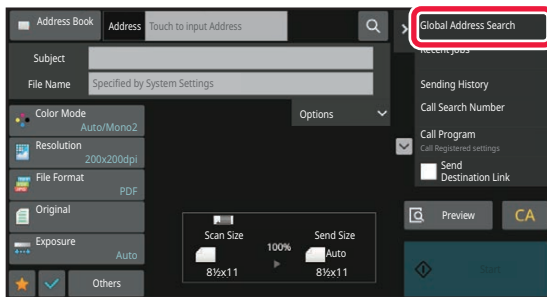 Address Book
Address
Touch to input Address
Global Address Search
Recent Jobs
Subject
File Name
Specified by System Settings
Sending History
Call Search Number
Call Program
Call Registered settings
Send
Destination Link
Color Mode
Auto/Mono2
Options
Resolution
200x200dpi
File Format
PDF
Original
Exposure
Auto
Scan Size
100%
Send Size
Auto
8½x11
8½x11
Preview
CA
Start
Others